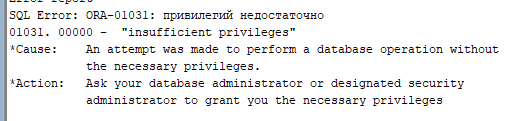 SQL Error: ORA-01031: привилегий недостаточно
01031. 00000 -  "insufficient privileges"
*Cause:    An attempt was made to perform a database operation without
           the necessary privileges.
*Action:   Ask your database administrator or designated security
           administrator to grant you the necessary privileges